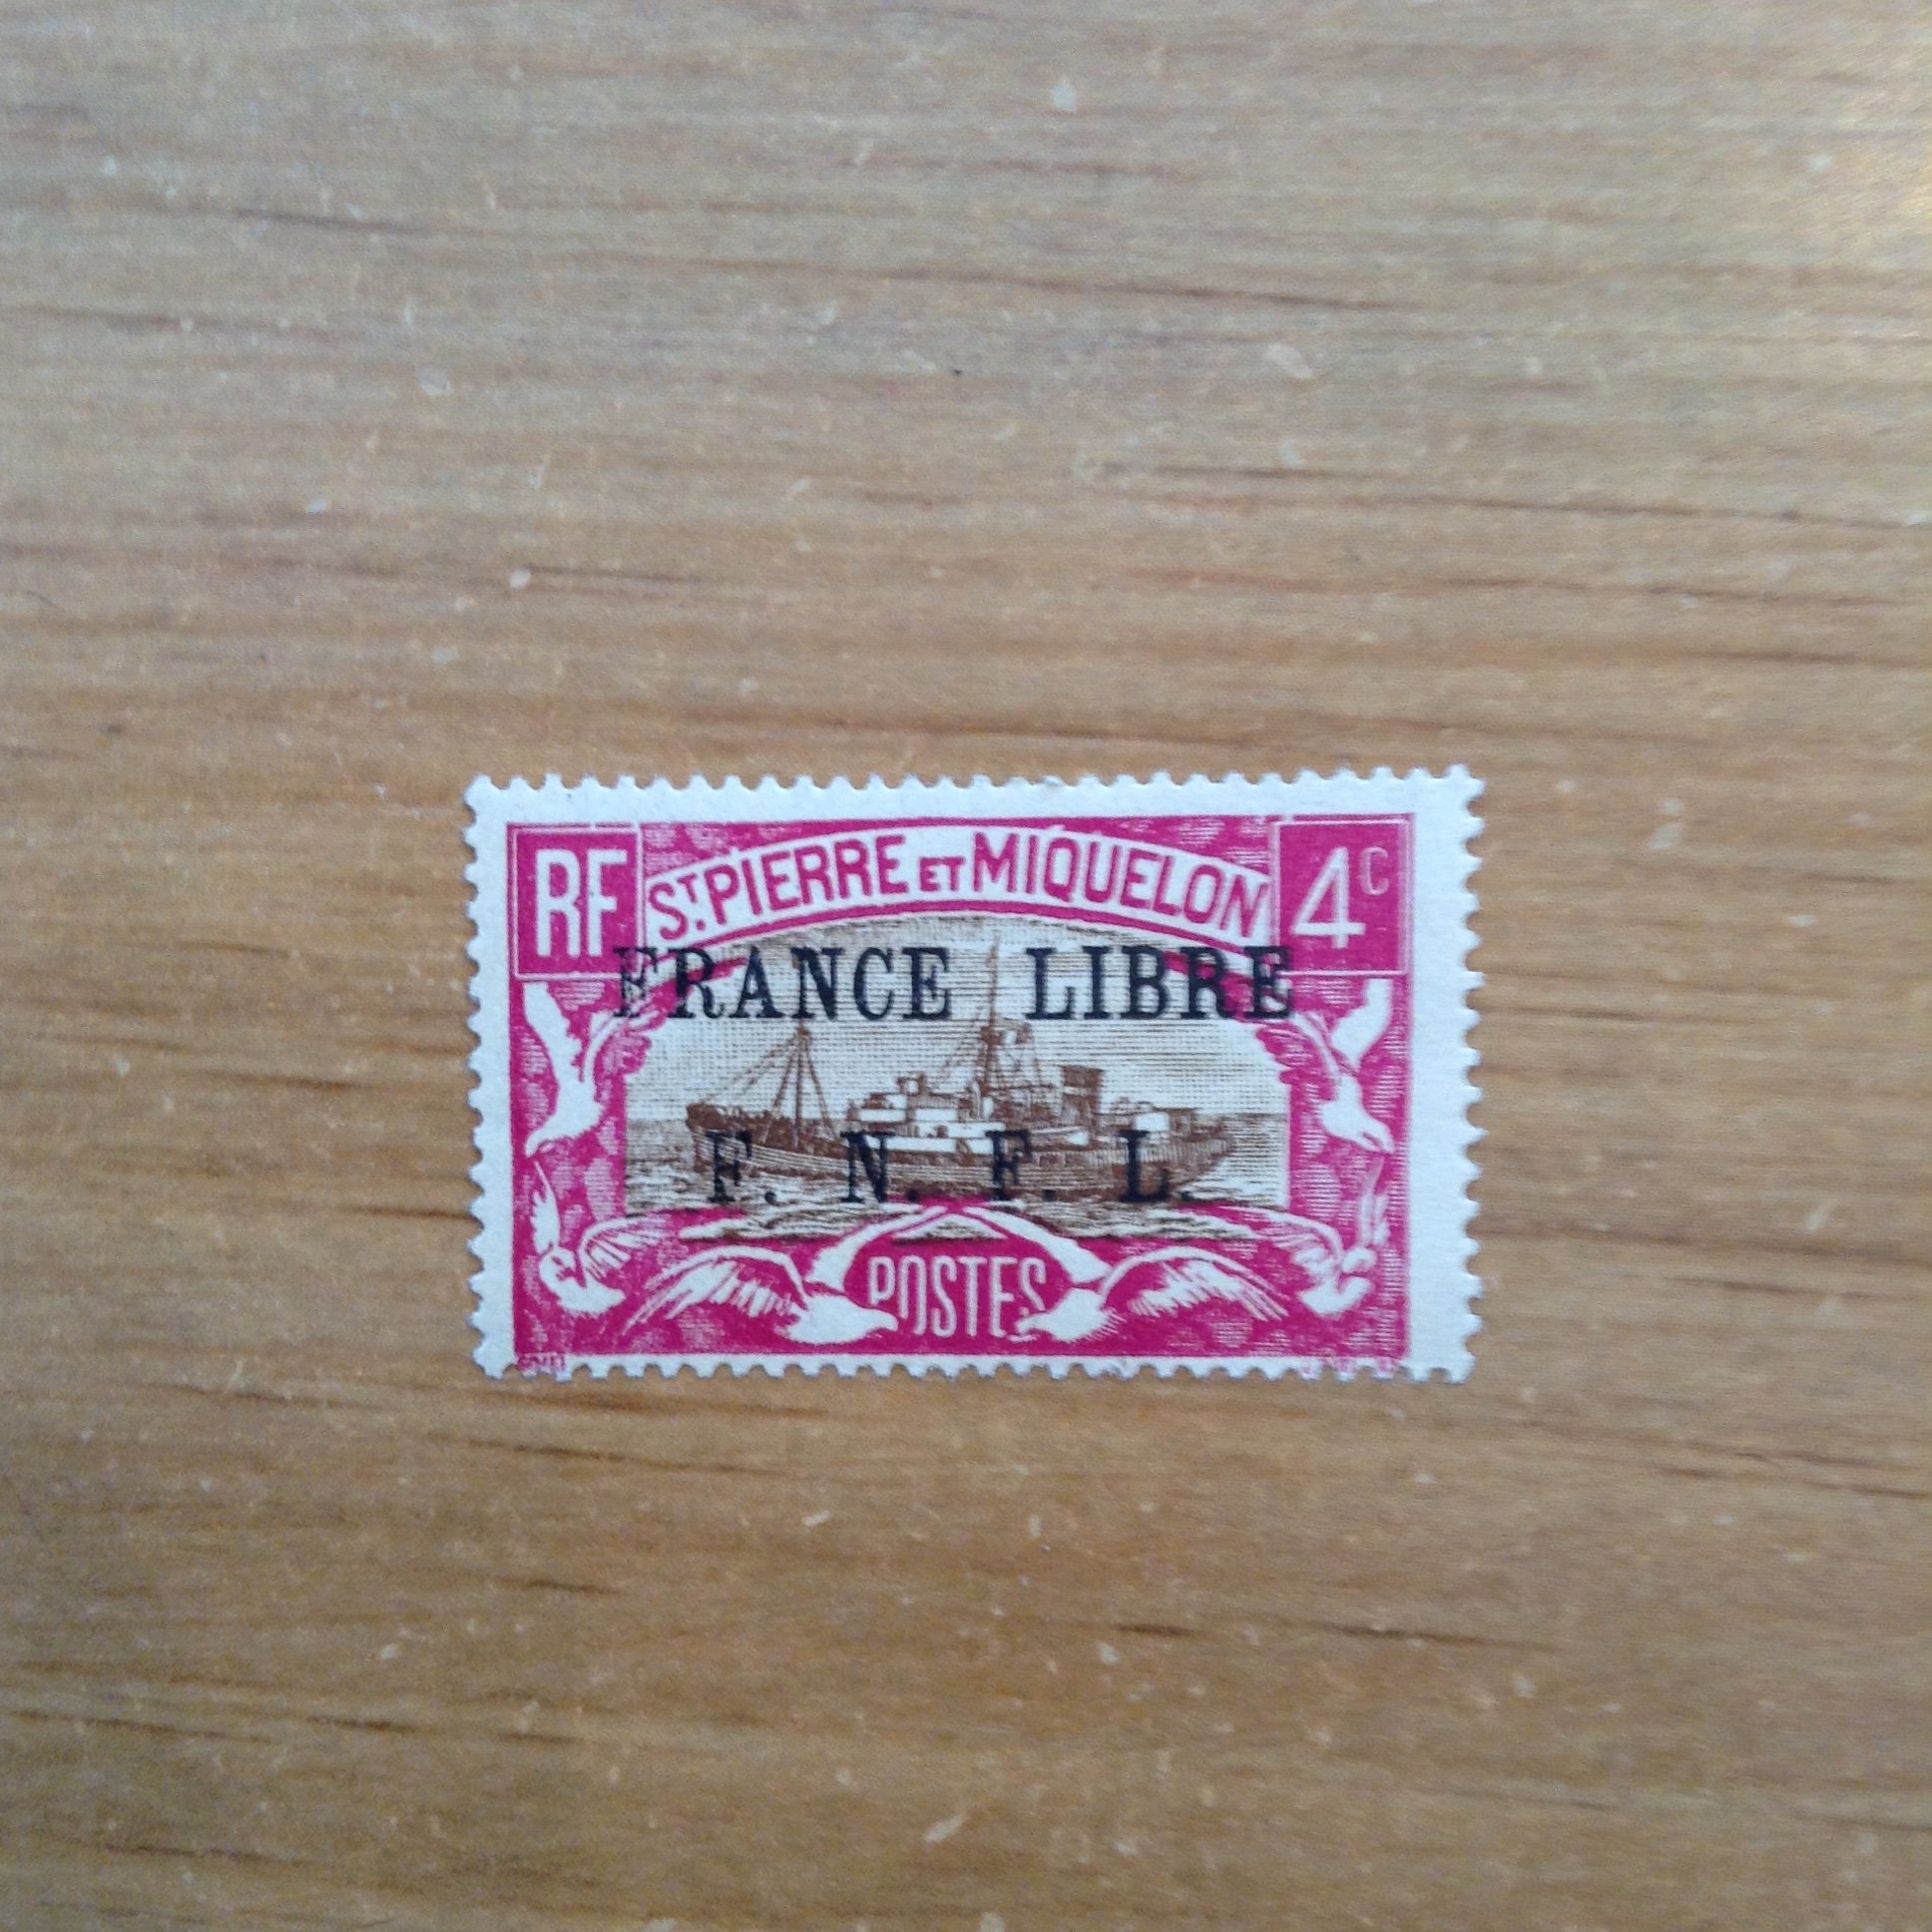 RF ST PIERRE ET MIQUELON 4c
FRANCE LIBRE
F. N. F. L.
POSTES